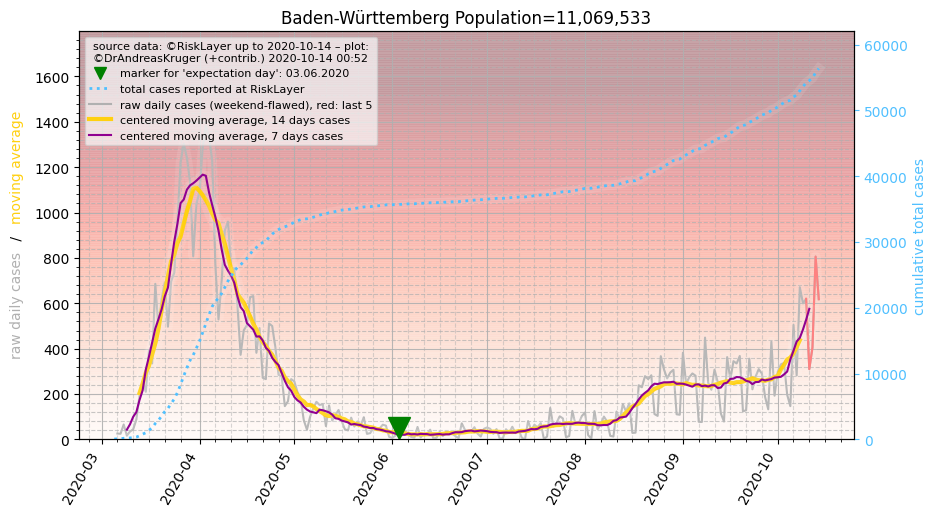 Baden-Württemberg Population=11,069,533
source data: ©RiskLayer up to 2020-10-14 – plot:
©DrAndreasKruger (+contrib.) 2020-10-14 00:52
marker for 'expectation day': 03.06.2020
total cases reported at RiskLayer
raw daily cases (weekend-flawed), red: last 5
centered moving average, 14 days cases
centered moving average, 7 days cases
raw daily cases / moving average
1600
1400
1200
1000
800
600
400
200
0
60000
50000
40000
30000
20000
10000
0
cumulative total cases
2020-03
2020-04
2020-05
2020-06
2020-07
2020-08
2020-09
2020-10